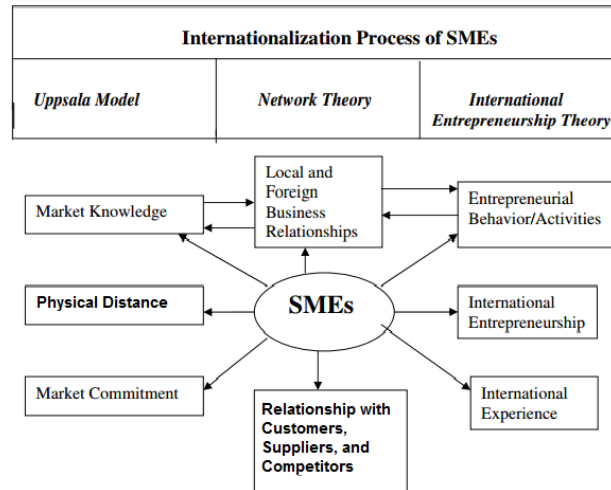 Internationalization Process of SMEs
Uppsala Model
Network Theory
International
Entrepreneurship Theory
Local and
Foreign
Business
Relationships
Market Knowledge
Entrepreneurial
Behavior/Activities
Physical Distance
SMEs
International
Entrepreneurship
Market Commitment
Relationship with
Customers,
Suppliers, and
Competitors
International
Experience